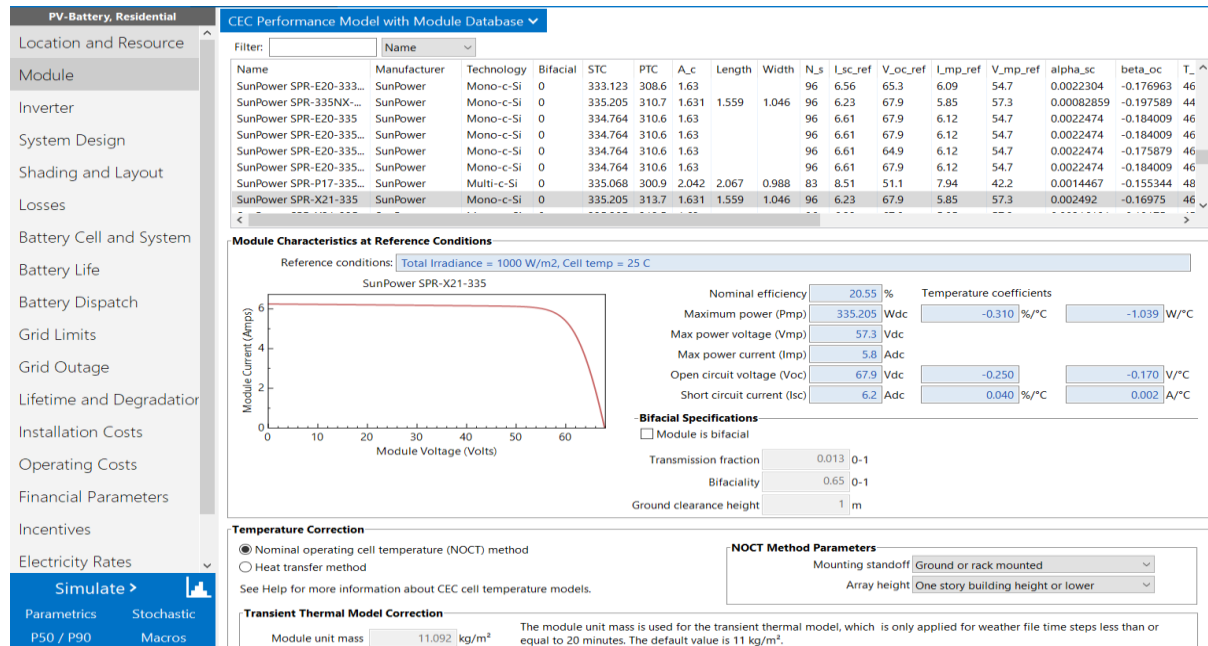 PV-Battery, Residential
Location and Resource
Module
Inverter
System Design
Shading and Layout
Losses
Battery Cell and System
Battery Life
Battery Dispatch
Grid Limits
Grid Outage
Lifetime and Degradation
Installation Costs
Operating Costs
Financial Parameters
Incentives
Electricity Rates
Simulate >
Parametrics Stochastic
P50 / P90 Macros
CEC Performance Model with Module Database
Filter: Name
Name Manufacturer Technology Bifacial STC PTC A_c Length Width N_s I_sc_ref V_oc_ref I_mp_ref V_mp_ref alpha_sc beta_oc T_
SunPower SPR-E20-333... SunPower Mono-c-Si 0 333.123 308.6 1.63 96 6.56 65.3 6.09 54.7 0.0022304 -0.176963 46
SunPower SPR-335NX-... SunPower Mono-c-Si 0 335.205 310.7 1.631 1.559 1.046 96 6.23 67.9 5.85 57.3 0.00082859 -0.197589 44
SunPower SPR-E20-335 SunPower Mono-c-Si 0 334.764 310.6 1.63 96 6.61 67.9 6.12 54.7 0.0022474 -0.184009 46
SunPower SPR-E20-335... SunPower Mono-c-Si 0 334.764 310.6 1.63 96 6.61 67.9 6.12 54.7 0.0022474 -0.184009 46
SunPower SPR-E20-335... SunPower Mono-c-Si 0 334.764 310.6 1.63 96 6.61 64.9 6.12 54.7 0.0022474 -0.175879 46
SunPower SPR-E20-335... SunPower Mono-c-Si 0 334.764 310.6 1.63 96 6.61 67.9 6.12 54.7 0.0022474 -0.184009 46
SunPower SPR-P17-335... SunPower Multi-c-Si 0 335.068 300.9 2.042 2.067 0.988 83 8.51 51.1 7.94 42.2 0.0014467 -0.155344 48
SunPower SPR-X21-335 SunPower Mono-c-Si 0 335.205 313.7 1.631 1.559 1.046 96 6.23 67.9 5.85 57.3 0.002492 -0.16975 46
Module Characteristics at Reference Conditions
Reference conditions: Total Irradiance = 1000 W/m2, Cell temp = 25 C
SunPower SPR-X21-335
Module Current (Amps)
6
4
2
0
0 10 20 30 40 50 60
Module Voltage (Volts)
Nominal efficiency 20.55 % Temperature coefficients
Maximum power (Pmp) 335.205 Wdc -0.310 %/°C -1.039 W/°C
Max power voltage (Vmp) 57.3 Vdc
Max power current (Imp) 5.8 Adc
Open circuit voltage (Voc) 67.9 Vdc -0.250 -0.170 V/°C
Short circuit current (Isc) 6.2 Adc 0.040 %/°C 0.002 A/°C
Bifacial Specifications
Module is bifacial
Transmission fraction 0.013 0-1
Bifaciality 0.65 0-1
Ground clearance height 1 m
Temperature Correction
Nominal operating cell temperature (NOCT) method
Heat transfer method
See Help for more information about CEC cell temperature models.
NOCT Method Parameters
Mounting standoff Ground or rack mounted
Array height One story building height or lower
Transient Thermal Model Correction
Module unit mass 11.092 kg/m²
The module unit mass is used for the transient thermal model, which is only applied for weather file time steps less than or
equal to 20 minutes. The default value is 11 kg/m².